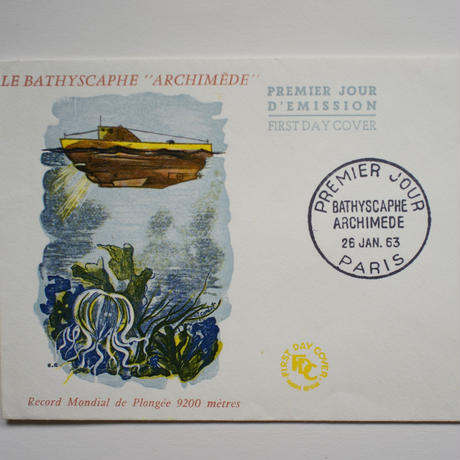 LE BATHYSCAPHE "ARCHIMÈDE"
PREMIER JOUR
D'EMISSION
FIRST DAY COVER
PREMIER JOUR
BATHYSCAPHE
ARCHIMEDE
26 JAN. 63
PARIS
FIRST DAY COVER
FDC
Record Mondial de Plongée 9200 mètres